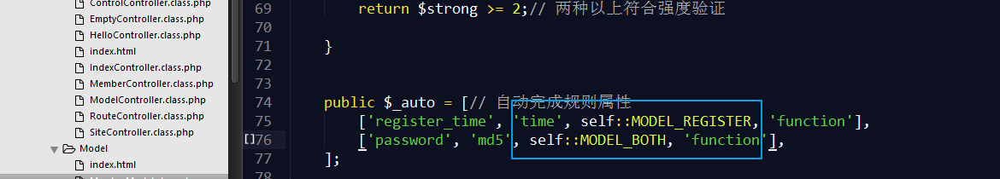 ControlController.class.php
EmptyController.class.php
HelloController.class.php
index.html
IndexController.class.php
MemberController.class.php
ModelController.class.php
RouteController.class.php
SiteController.class.php
Model
index.html
69 return $strong >= 2;// 两种以上符合强度验证
70
71 }
72
73
74 public $_auto = [// 自动完成规则属性
75 ['register_time', 'time', self::MODEL_REGISTER, 'function'],
[]76 ['password', 'md5', self::MODEL_BOTH, 'function'],
77 ];
78